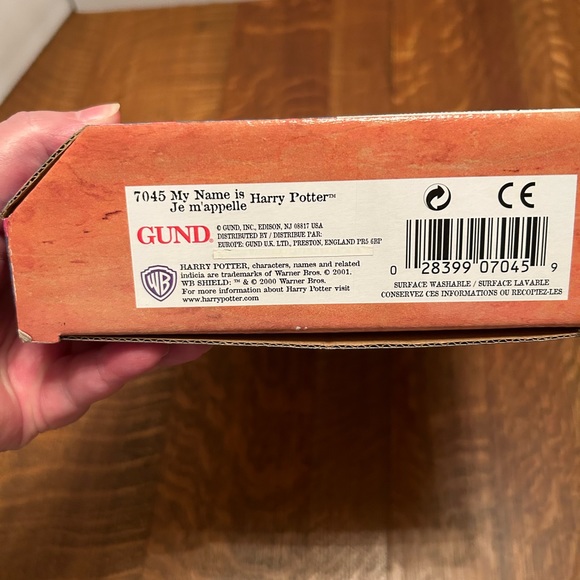 7045 My Name is Harry Potter™
Je m'appelle
GUND®
© GUND, INC., EDISON, NJ 08817 USA
DISTRIBUTED BY / DISTRIBUE PAR:
EUROPE: GUND U.K. LTD., PRESTON, ENGLAND PR5 6RP
WB
HARRY POTTER, characters, names and related
indicia are trademarks of Warner Bros. © 2001.
WB SHIELD: ™ & © 2000 Warner Bros.
For more information about Harry Potter visit
www.harrypotter.com
CE
0 28399 07045 9
SURFACE WASHABLE / SURFACE LAVABLE
CONSERVEZ CES INFORMATIONS OU RECOPIEZ-LES